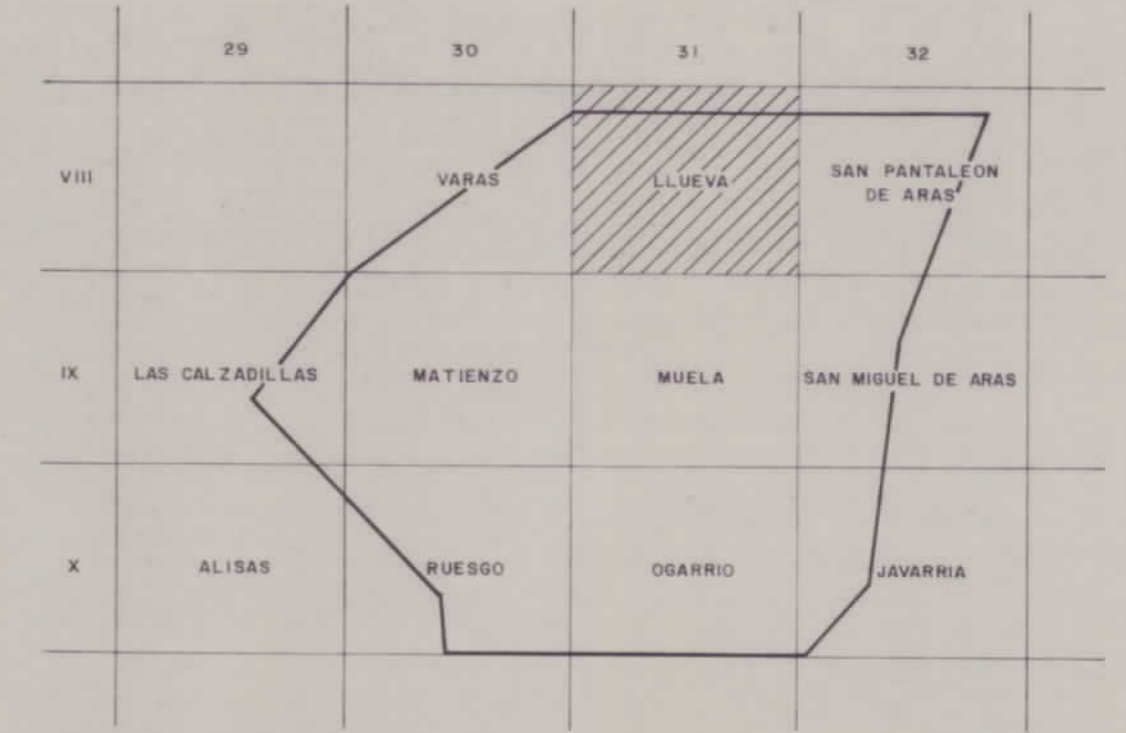 29 30 31 32
VIII VARAS LLUEVA SAN PANTALEON
DE ARAS
IX LAS CALZADILLAS MATIENZO MUELA SAN MIGUEL DE ARAS
X ALISAS RUESGO OGARRIO JAVARRIA